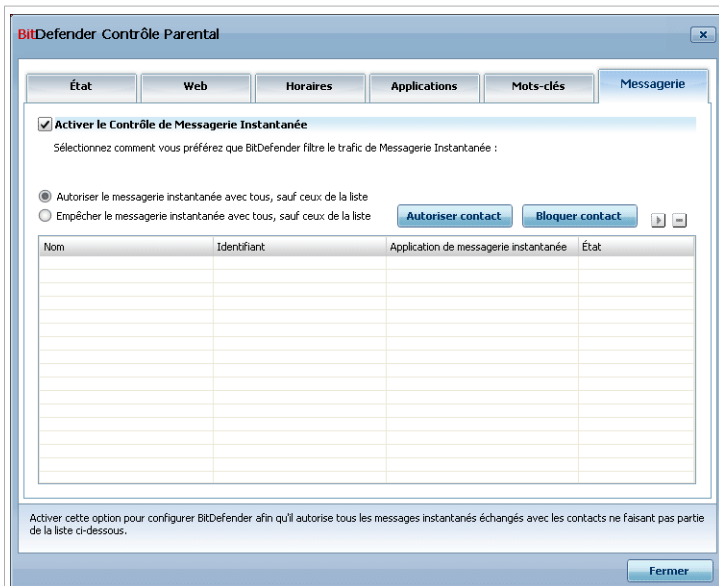 BitDefender Contrôle Parental
État
Web
Horaires
Applications
Mots-clés
Messagerie
Activer le Contrôle de Messagerie Instantanée
Sélectionnez comment vous préférez que BitDefender filtre le trafic de Messagerie Instantanée :
Autoriser le messagerie instantanée avec tous, sauf ceux de la liste
Empêcher le messagerie instantanée avec tous, sauf ceux de la liste
Autoriser contact
Bloquer contact
Nom
Identifiant
Application de messagerie instantanée
État
Activer cette option pour configurer BitDefender afin qu'il autorise tous les messages instantanés échangés avec les contacts ne faisant pas partie
de la liste ci-dessous.
Fermer